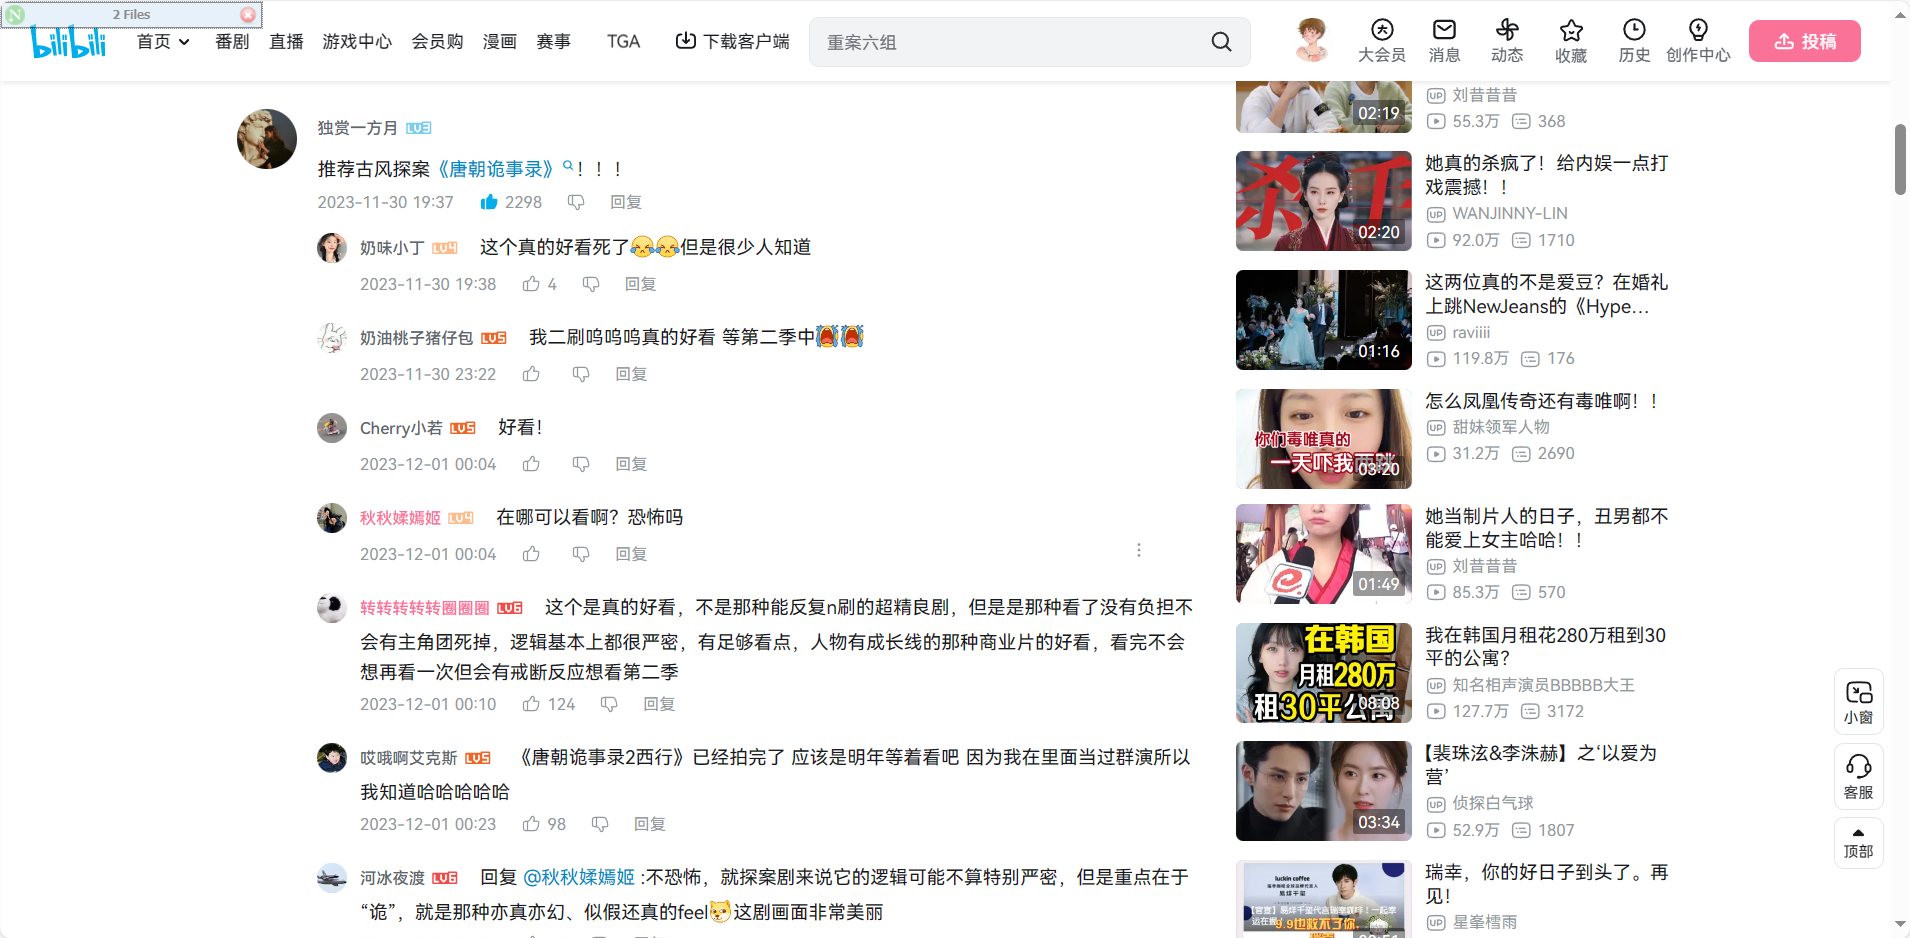 2 Files
bilibili
首页 番剧 直播 游戏中心 会员购 漫画 赛事 TGA 下载客户端
重案六组
大会员 消息 动态 收藏 历史 创作中心 投稿
独赏一方月 LV3
推荐古风探案《唐朝诡事录》！！！
2023-11-30 19:37 2298 回复
奶味小丁 LV4 这个真的好看死了😂😂但是很少人知道
2023-11-30 19:38 4 回复
奶油桃子猪仔包 LV5 我二刷呜呜呜真的好看 等第二季中😭😭
2023-11-30 23:22 回复
Cherry小若 LV5 好看！
2023-12-01 00:04 回复
秋秋媃嫣姬 LV4 在哪可以看啊？恐怖吗
2023-12-01 00:04 回复
转转转转转圈圈圈 LV6 这个是真的好看，不是那种能反复n刷的超精良剧，但是是那种看了没有负担不
会有主角团死掉，逻辑基本上都很严密，有足够看点，人物有成长线的那种商业片的好看，看完不会
想再看一次但会有戒断反应想看第二季
2023-12-01 00:10 124 回复
哎哦啊艾克斯 LV5 《唐朝诡事录2西行》已经拍完了 应该是明年等着看吧 因为我在里面当过群演所以
我知道哈哈哈哈哈
2023-12-01 00:23 98 回复
河冰夜渡 LV6 回复 @秋秋媃嫣姬 :不恐怖，就探案剧来说它的逻辑可能不算特别严密，但是重点在于
“诡”，就是那种亦真亦幻、似假还真的feel这剧画面非常美丽
02:19
UP 刘昔昔昔
55.3万 368
02:20
她真的杀疯了！给内娱一点打
戏震撼！！
UP WANJINNY-LIN
92.0万 1710
01:16
这两位真的不是爱豆？在婚礼
上跳NewJeans的《Hype...
UP raviiii
119.8万 176
你们毒唯真的
一天吓我
03:20
怎么凤凰传奇还有毒唯啊！！
UP 甜妹领军人物
31.2万 2690
01:49
她当制片人的日子，丑男都不
能爱上女主哈哈！！
UP 刘昔昔昔
85.3万 570
在韩国
月租280万
租30平公寓
08:08
我在韩国月租花280万租到30
平的公寓？
UP 知名相声演员BBBBB大王
127.7万 3172
03:34
【裴珠泫&李洙赫】之‘以爱为
营’
UP 侦探白气球
52.9万 1807
luckin coffee
9.9也救不了你.
瑞幸，你的好日子到头了。再
见！
UP 星峯槽雨
小窗
客服
顶部